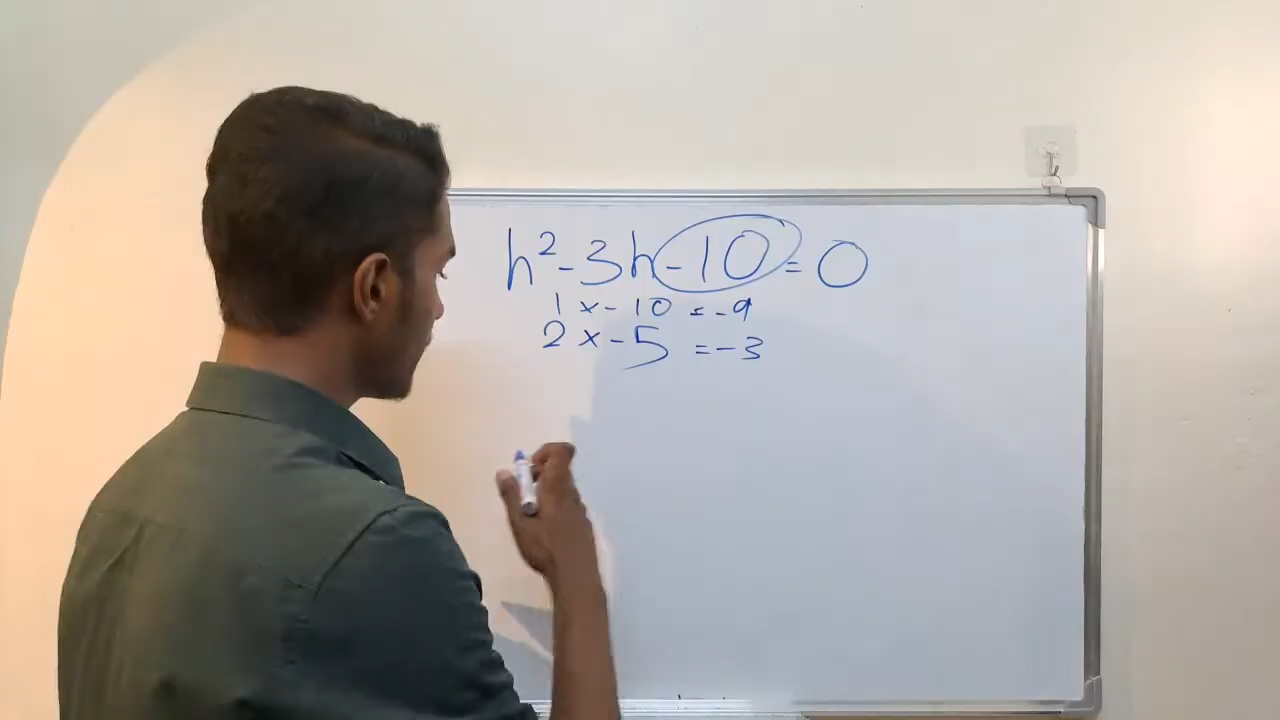 h² - 3h - 10 = 0
1 x - 10 = - 9
2 x - 5 = - 3